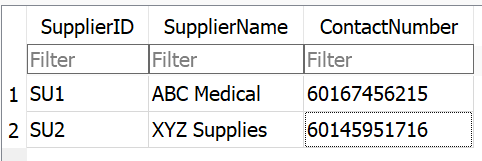 SupplierID SupplierName ContactNumber
Filter Filter Filter
1 SU1 ABC Medical 60167456215
2 SU2 XYZ Supplies 60145951716